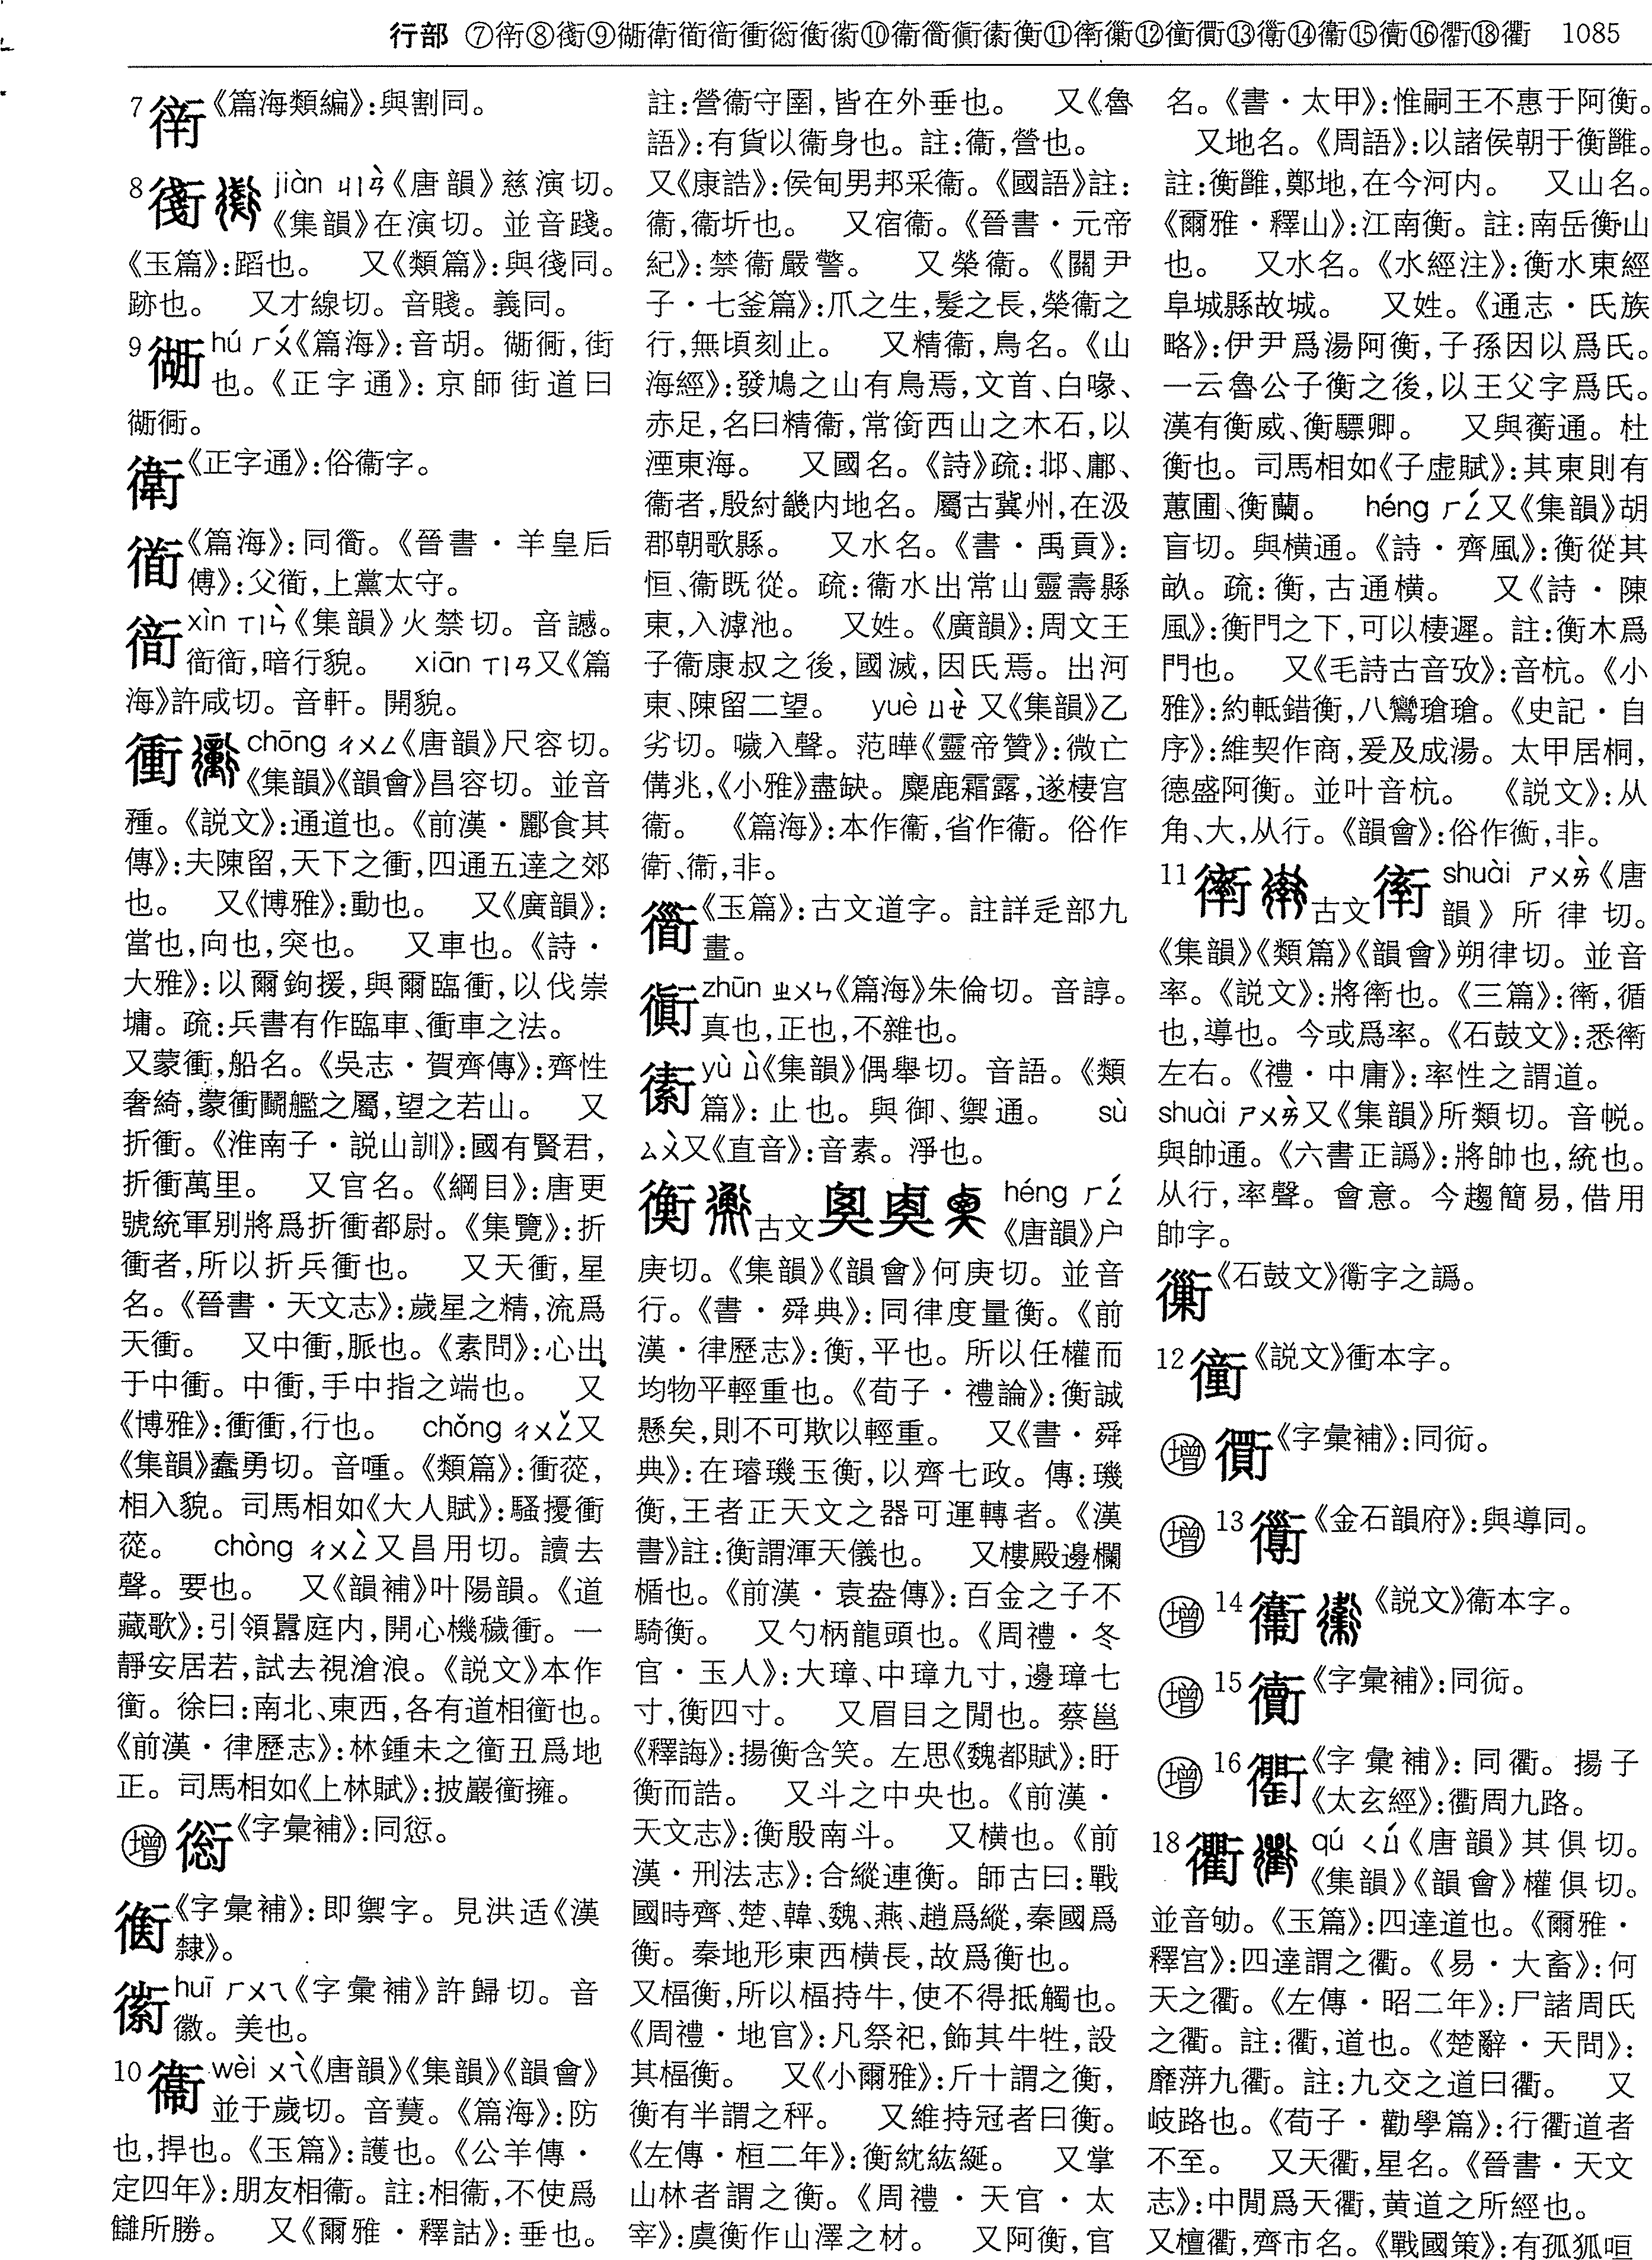 行部 ⑦⑧⑨衛衝⑩衞衡⑪⑫⑬⑭⑮⑯⑱衢 1085
7《篇海類編》:與割同。
8 衝 jiàn ㄐㄧㄢˋ《唐韻》慈演切。
《集韻》在演切。並音踐。
《玉篇》:蹈也。 又《類篇》:與後同。
跡也。 又才線切。音賤。義同。
9 衚 hú ㄏㄨˊ《篇海》:音胡。衚衕,街
也。《正字通》:京師街道曰
衚衕。
衛《正字通》:俗衞字。
《篇海》:同衜。《晉書・羊皇后
傅》:父衜,上黨太守。
xìn ㄒㄧㄣˋ《集韻》火禁切。音譀。
暗行貌。 xiān ㄒㄧㄢ又《篇
海》許咸切。音軒。開貌。
衝 chōng ㄔㄨㄥ《唐韻》尺容切。
《集韻》《韻會》昌容切。並音
《説文》:通道也。《前漢・酈食其
傳》:夫陳留,天下之衝,四通五達之郊
也。 又《博雅》:動也。 又《廣韻》:
當也,向也,突也。 又車也。《詩・
大雅》:以爾鉤援,與爾臨衝,以伐崇
墉。疏:兵書有作臨車、衝車之法。
又蒙衝,船名。《吳志・賀齊傳》:齊性
奢綺,蒙衝鬭艦之屬,望之若山。 又
折衝。《淮南子・説山訓》:國有賢君,
折衝萬里。 又官名。《綱目》:唐更
號統軍別將爲折衝都尉。《集覽》:折
衝者,所以折兵衝也。 又天衝,星
名。《晉書・天文志》:歲星之精,流爲
天衝。 又中衝,脈也。《素問》:心出
于中衝。中衝,手中指之端也。 又
《博雅》:衝衝,行也。 chǒng ㄔㄨㄥˇ又
《集韻》蠢勇切。音喠。《類篇》:衝蓯,
相入貌。司馬相如《大人賦》:騷擾衝
蓯。 chòng ㄔㄨㄥˋ又昌用切。讀去
聲。要也。 又《韻補》叶陽韻。《道
藏歌》:引領囂庭内,開心機穢衝。一
靜安居若,試去視滄浪。《説文》本作
徐曰:南北、東西,各有道相衝也。
《前漢・律歷志》:林鍾未之衝丑爲地
正。司馬相如《上林賦》:披巖衝擁。
增《字彙補》:同愆。
《字彙補》:即禦字。見洪适《漢
隸》。
huī ㄏㄨㄟ《字彙補》許歸切。音
徽。美也。
10 衞 wèi ㄨㄟˋ《唐韻》《集韻》《韻會》
並于歲切。音䡺。《篇海》:防
也,捍也。《玉篇》:護也。《公羊傳・
定四年》:朋友相衞。註:相衞,不使爲
讎所勝。 又《爾雅・釋詁》:垂也。
註:營衞守圉,皆在外垂也。 又《魯
語》:有貨以衞身也。註:衞,營也。
又《康誥》:侯甸男邦采衞。《國語》註:
衞,衞圻也。 又宿衞。《晉書・元帝
紀》:禁衞嚴警。 又榮衞。《關尹
子・七釜篇》:爪之生,髪之長,榮衞之
行,無頃刻止。 又精衞,鳥名。《山
海經》:發鳩之山有鳥焉,文首、白喙、
赤足,名曰精衞,常銜西山之木石,以
湮東海。 又國名。《詩》疏:邶、鄘、
衞者,殷紂畿内地名。屬古冀州,在汲
郡朝歌縣。 又水名。《書・禹貢》:
恒、衞既從。疏:衞水出常山靈壽縣
東,入滹池。 又姓。《廣韻》:周文王
子衞康叔之後,國滅,因氏焉。出河
東、陳留二望。 yuè ㄩㄝˋ 又《集韻》乙
劣切。噦入聲。范曄《靈帝贊》:微亡
備兆,《小雅》盡缺。麋鹿霜露,遂棲宫
衞。 《篇海》:本作衞,省作衛。俗作
衛、衞,非。
《玉篇》:古文道字。註詳辵部九
畫。
zhūn ㄓㄨㄣ《篇海》朱倫切。音諄。
真也,正也,不雜也。
yù ㄩˋ《集韻》偶舉切。音語。《類
篇》:止也。與御、禦通。 sù
ㄙㄨˋ又《直音》:音素。淨也。
衡 古文 héng ㄏㄥˊ
《唐韻》户
庚切。《集韻》《韻會》何庚切。並音
行。《書・舜典》:同律度量衡。《前
漢・律歷志》:衡,平也。所以任權而
均物平輕重也。《荀子・禮論》:衡誠
懸矣,則不可欺以輕重。 又《書・舜
典》:在璿璣玉衡,以齊七政。傳:璣
衡,王者正天文之器可運轉者。《漢
書》註:衡謂渾天儀也。 又樓殿邊欄
楯也。《前漢・袁盎傳》:百金之子不
騎衡。 又勺柄龍頭也。《周禮・冬
官・玉人》:大璋、中璋九寸,邊璋七
寸,衡四寸。 又眉目之閒也。蔡邕
《釋誨》:揚衡含笑。左思《魏都賦》:盱
衡而誥。 又斗之中央也。《前漢・
天文志》:衡殷南斗。 又横也。《前
漢・刑法志》:合縱連衡。師古曰:戰
國時齊、楚、韓、魏、燕、趙爲縱,秦國爲
衡。秦地形東西横長,故爲衡也。
又楅衡,所以楅持牛,使不得抵觸也。
《周禮・地官》:凡祭祀,飾其牛牲,設
其楅衡。 又《小爾雅》:斤十謂之衡,
衡有半謂之秤。 又維持冠者曰衡。
《左傳・桓二年》:衡紞紘綖。 又掌
山林者謂之衡。《周禮・天官・太
宰》:虞衡作山澤之材。 又阿衡,官
名。《書・太甲》:惟嗣王不惠于阿衡。
又地名。《周語》:以諸侯朝于衡雝。
註:衡雝,鄭地,在今河内。 又山名。
《爾雅・釋山》:江南衡。註:南岳衡山
也。 又水名。《水經注》:衡水東經
阜城縣故城。 又姓。《通志・氏族
略》:伊尹爲湯阿衡,子孫因以爲氏。
一云魯公子衡之後,以王父字爲氏。
漢有衡威、衡驃卿。 又與蘅通。杜
衡也。司馬相如《子虛賦》:其東則有
蕙圃、衡蘭。 héng ㄏㄥˊ又《集韻》胡
盲切。與横通。《詩・齊風》:衡從其
畝。疏:衡,古通横。 又《詩・陳
風》:衡門之下,可以棲遲。註:衡木爲
門也。 又《毛詩古音攷》:音杭。《小
雅》:約軝錯衡,八鸞瑲瑲。《史記・自
序》:維契作商,爰及成湯。太甲居桐,
德盛阿衡。並叶音杭。 《説文》:从
角、大,从行。《韻會》:俗作衡,非。
11 古文 shuài ㄕㄨㄞˋ《唐
韻》所律切。
《集韻》《類篇》《韻會》朔律切。並音
率。《説文》:將衛也。《三篇》:衛,循
也,導也。今或爲率。《石鼓文》:悉衛
左右。《禮・中庸》:率性之謂道。
shuài ㄕㄨㄞˋ又《集韻》所類切。音帨。
與帥通。《六書正譌》:將帥也,統也。
从行,率聲。會意。今趨簡易,借用
帥字。
《石鼓文》衛字之譌。
12《説文》衝本字。
增《字彙補》:同衒。
增 13《金石韻府》:與導同。
增 14《説文》衞本字。
增 15《字彙補》:同衒。
增 16《字彙補》:同衢。揚子
《太玄經》:衢周九路。
18 衢 qú ㄑㄩˊ《唐韻》其俱切。
《集韻》《韻會》權俱切。
並音劬。《玉篇》:四達道也。《爾雅・
釋宫》:四達謂之衢。《易・大畜》:何
天之衢。《左傳・昭二年》:尸諸周氏
之衢。註:衢,道也。《楚辭・天問》:
靡蓱九衢。註:九交之道曰衢。 又
岐路也。《荀子・勸學篇》:行衢道者
不至。 又天衢,星名。《晉書・天文
志》:中閒爲天衢,黄道之所經也。
又檀衢,齊市名。《戰國策》:有孤狐咺